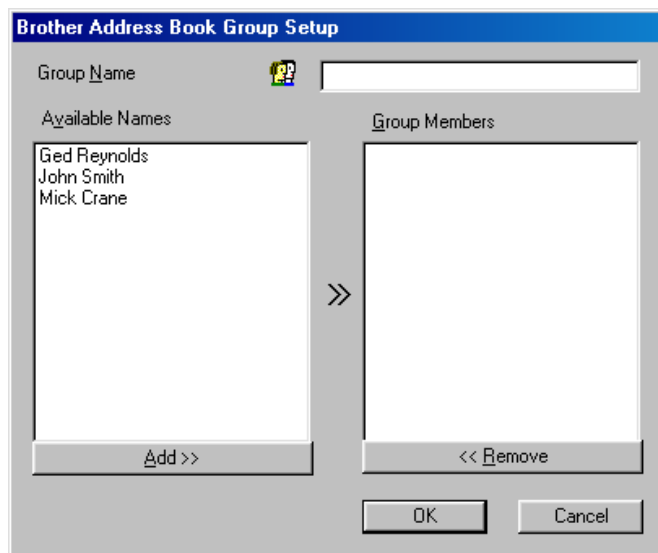 Brother Address Book Group Setup
Group Name
Available Names
Group Members
Ged Reynolds
John Smith
Mick Crane
>>
Add >>
<< Remove
OK
Cancel